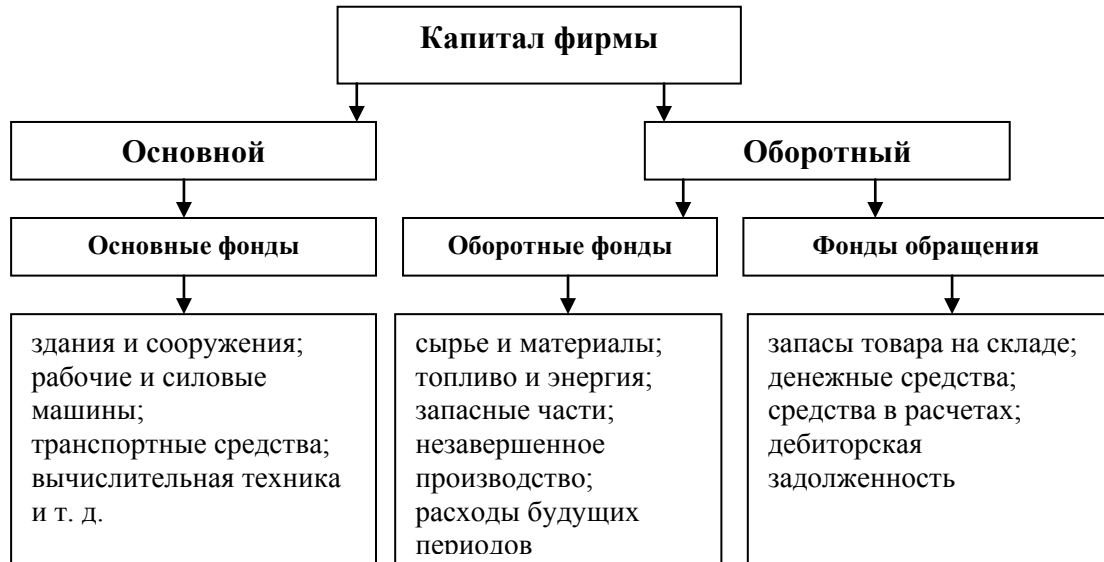 Капитал фирмы
Основной
Оборотный
Основные фонды
Оборотные фонды
Фонды обращения
здания и сооружения;
рабочие и силовые
машины;
транспортные средства;
вычислительная техника
и т. д.
сырье и материалы;
топливо и энергия;
запасные части;
незавершенное
производство;
расходы будущих
периодов
запасы товара на складе;
денежные средства;
средства в расчетах;
дебиторская
задолженность